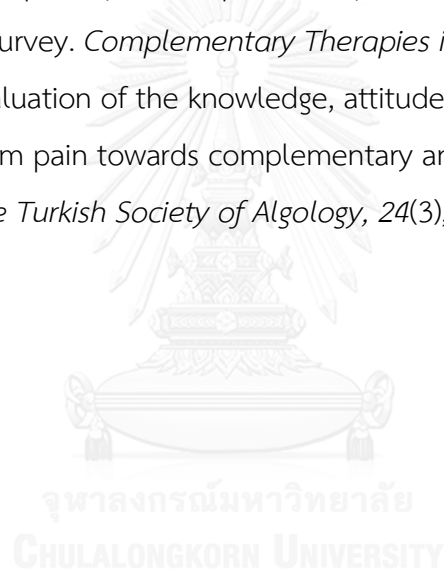 urvey. Complementary Therapies i
aluation of the knowledge, attitude
m pain towards complementary an
e Turkish Society of Algology, 24(3),
จุฬาลงกรณ์มหาวิทยาลัย
CHULALONGKORN UNIVERSITY